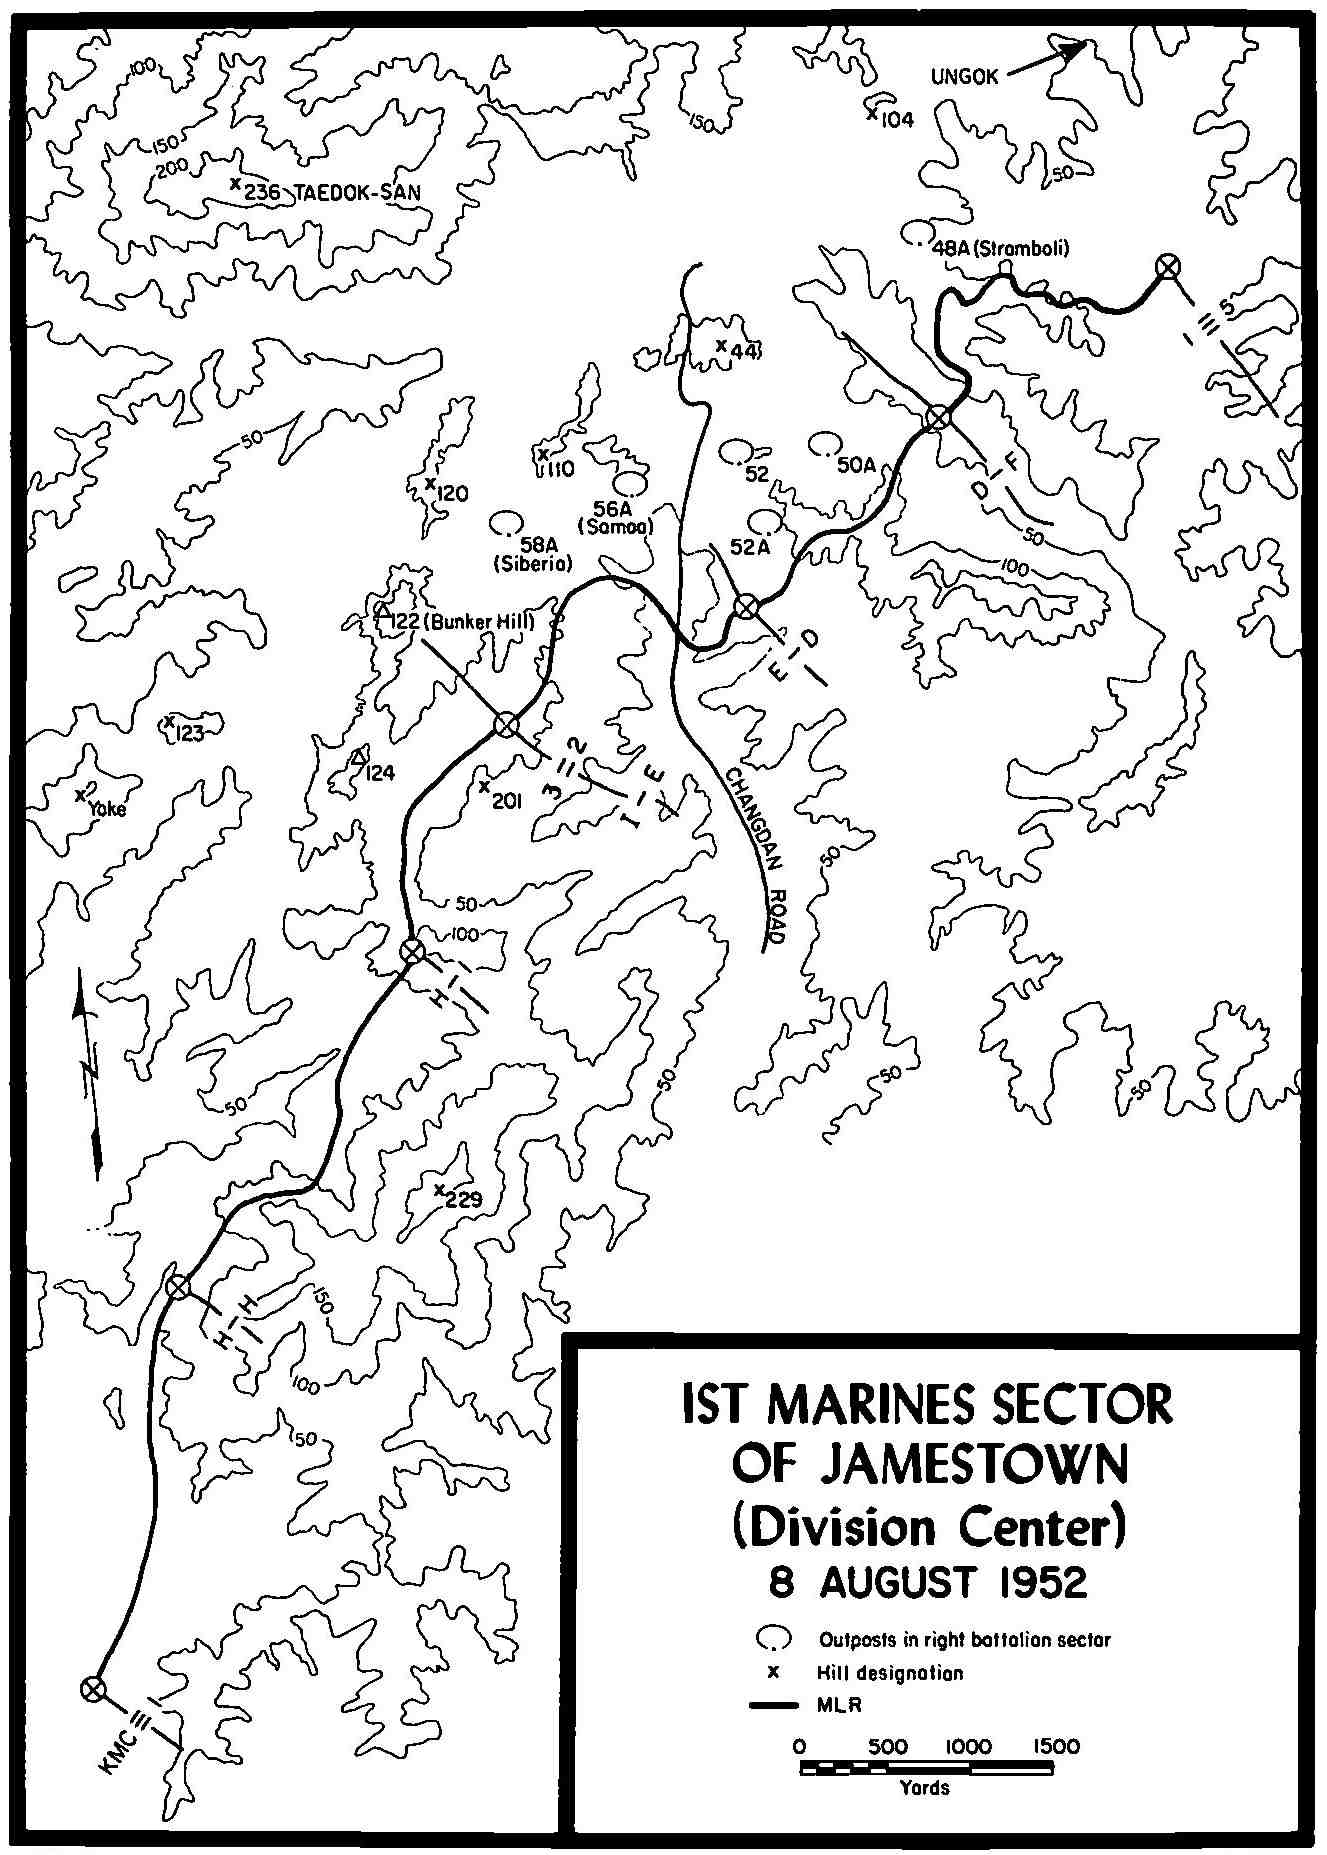 UNGOK
100
104
150
150
200
236 TAEDOK-SAN
50
48A (Stromboli)
5
1
44
50
110
52
50A
120
D-F
56A
(Samoa)
58A
(Siberia)
52A
50
100
122 (Bunker Hill)
E-D
123
3
2
124
201
I-E
Yoke
CHANGDAN ROAD
50
50
100
H-I
N
50
50
50
50
229
H-H
150
100
50
KMC
1
1ST MARINES SECTOR
OF JAMESTOWN
(Division Center)
8 AUGUST 1952
Outposts in right battalion sector
x Hill designation
MLR
0 500 1000 1500
Yards